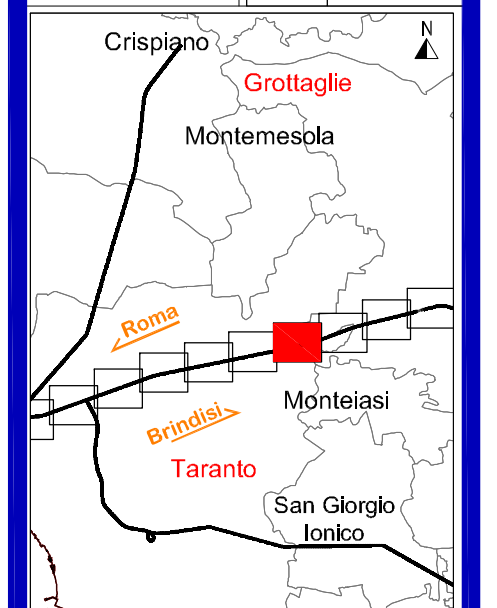 N
Crispiano
Grottaglie
Montemesola
Roma
Monteiasi
Brindisi
Taranto
San Giorgio
Ionico